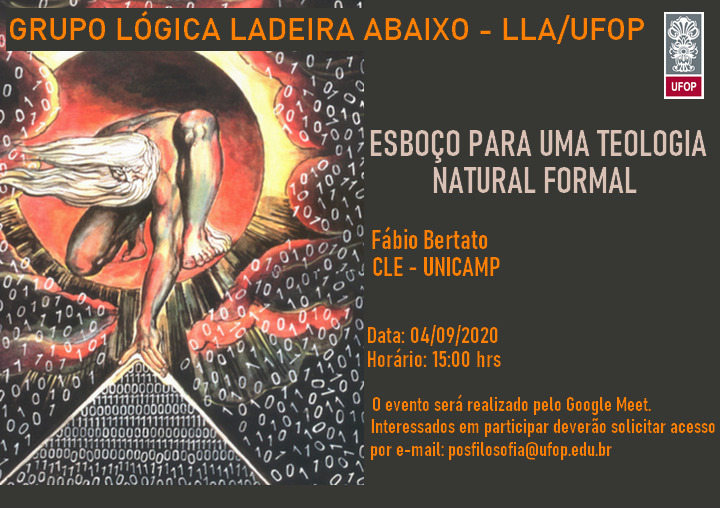 GRUPO LÓGICA LADEIRA ABAIXO - LLA/UFOP
UFOP
ESBOÇO PARA UMA TEOLOGIA
NATURAL FORMAL
Fábio Bertato
CLE - UNICAMP
Data: 04/09/2020
Horário: 15:00 hrs
O evento será realizado pelo Google Meet.
Interessados em participar deverão solicitar acesso
por e-mail: posfilosofia@ufop.edu.br